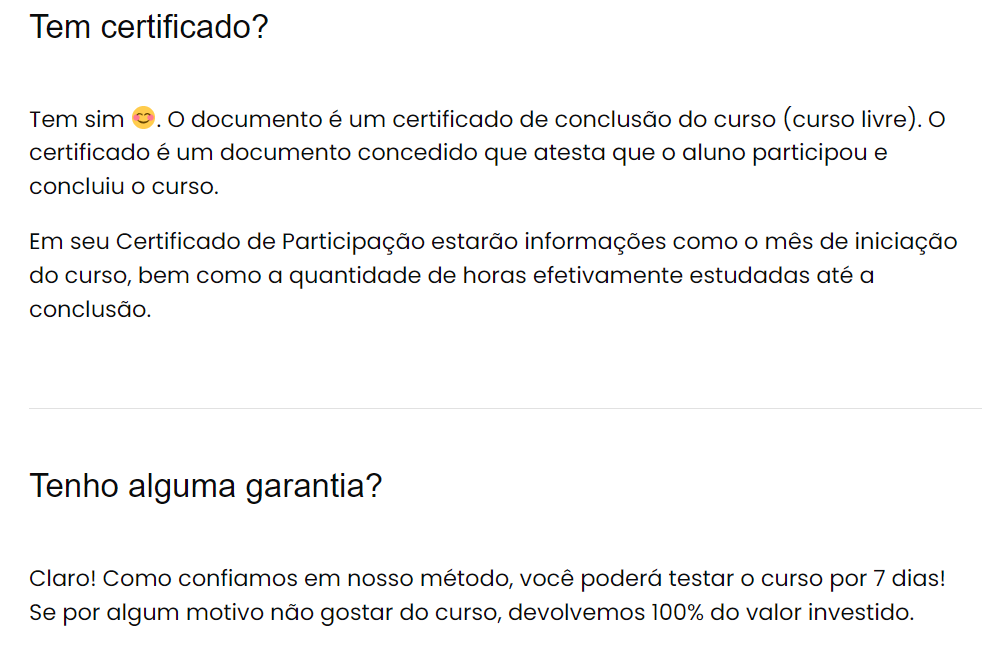 Tem certificado?
Tem sim 😊. O documento é um certificado de conclusão do curso (curso livre). O
certificado é um documento concedido que atesta que o aluno participou e
concluiu o curso.
Em seu Certificado de Participação estarão informações como o mês de iniciação
do curso, bem como a quantidade de horas efetivamente estudadas até a
conclusão.
Tenho alguma garantia?
Claro! Como confiamos em nosso método, você poderá testar o curso por 7 dias!
Se por algum motivo não gostar do curso, devolvemos 100% do valor investido.